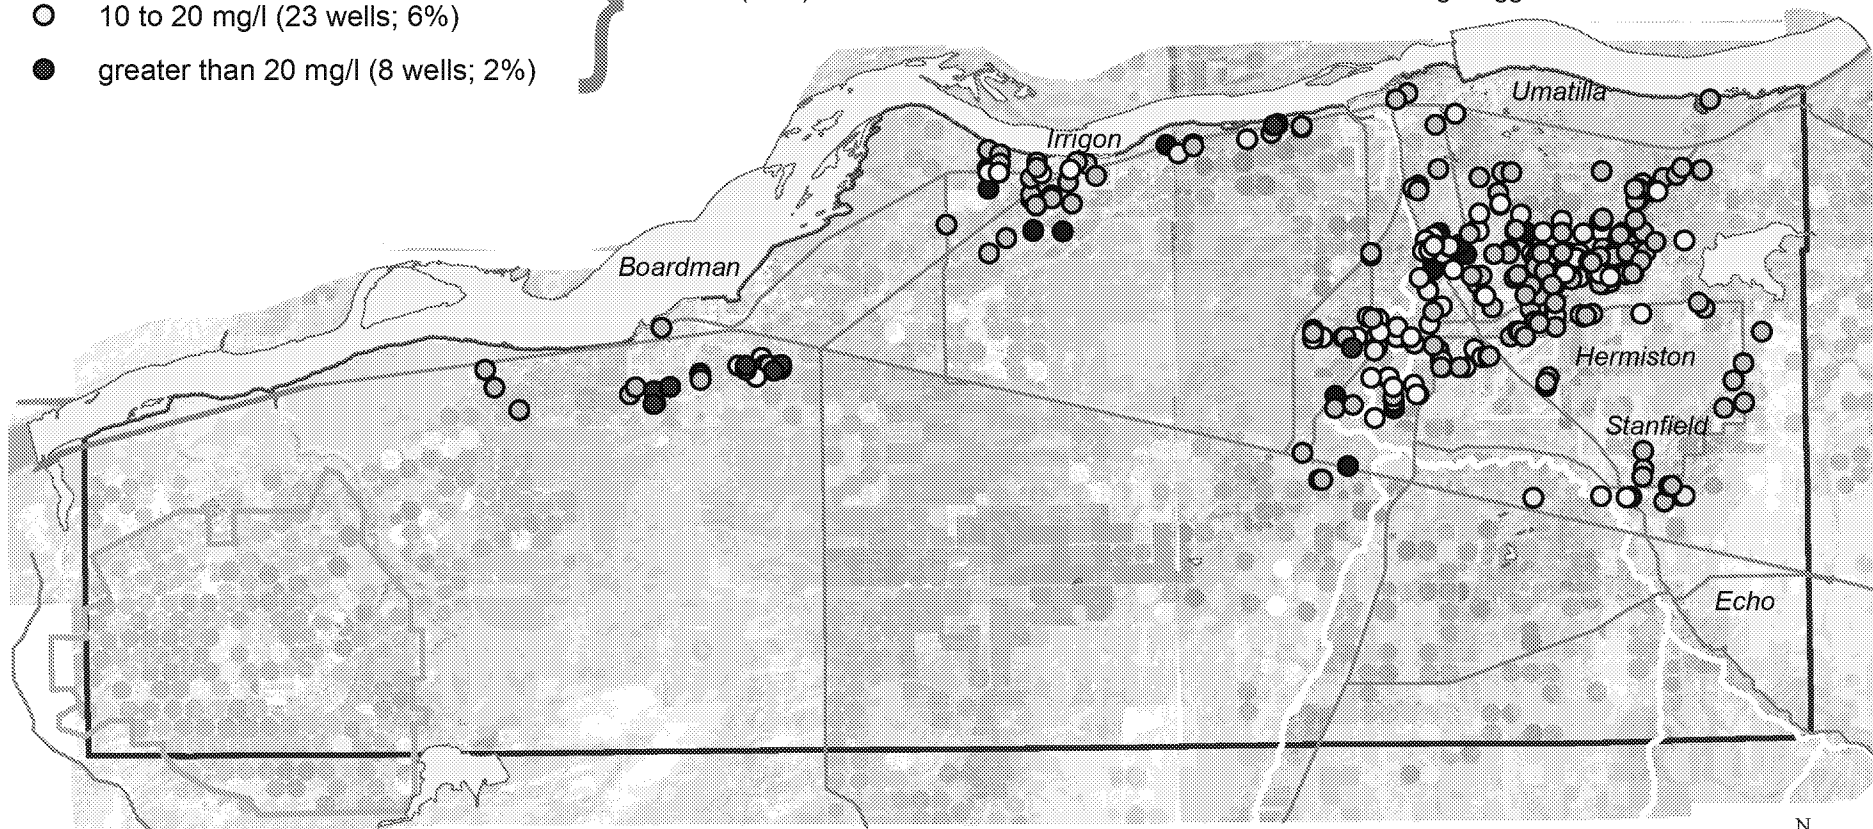 10 to 20 mg/l (23 wells; 6%)
greater than 20 mg/l (8 wells; 2%)
Umatilla
Irrigon
Boardman
Hermiston
Stanfield
Echo
N